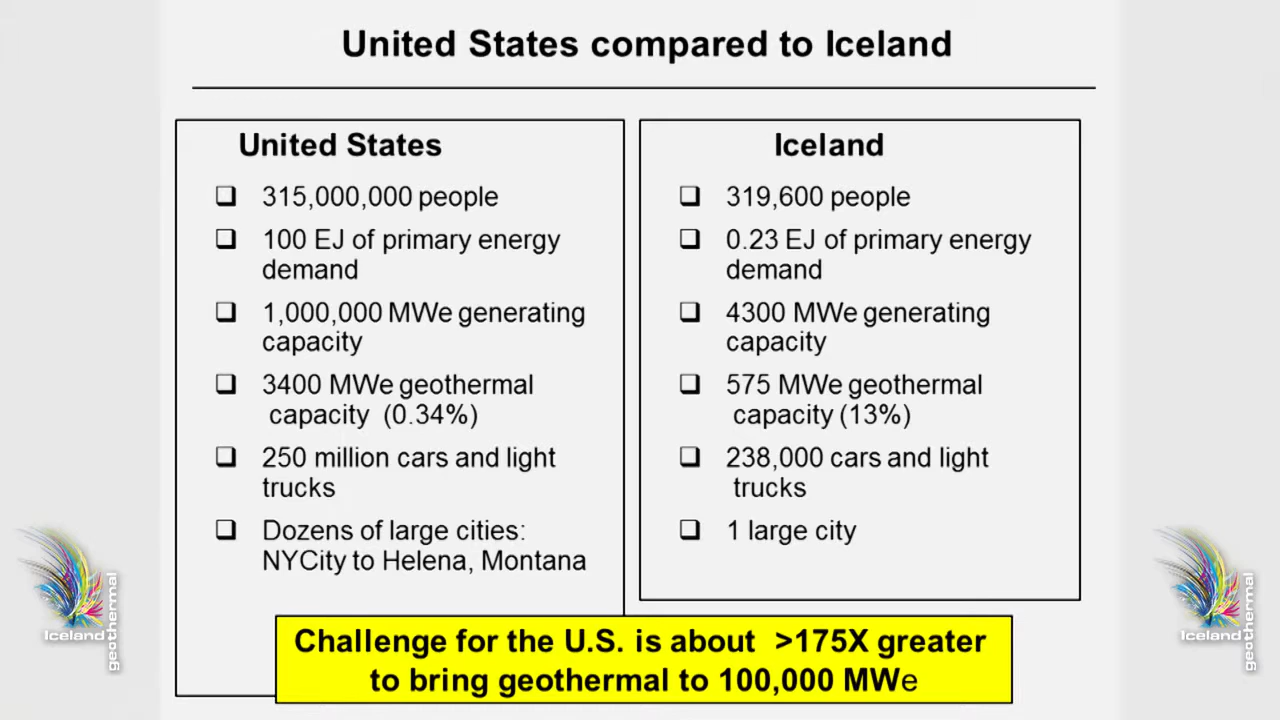 United States compared to Iceland
United States
❑ 315,000,000 people
❑ 100 EJ of primary energy
demand
❑ 1,000,000 MWe generating
capacity
❑ 3400 MWe geothermal
capacity (0.34%)
❑ 250 million cars and light
trucks
❑ Dozens of large cities:
NYCity to Helena, Montana
Iceland
❑ 319,600 people
❑ 0.23 EJ of primary energy
demand
❑ 4300 MWe generating
capacity
❑ 575 MWe geothermal
capacity (13%)
❑ 238,000 cars and light
trucks
❑ 1 large city
Challenge for the U.S. is about >175X greater
to bring geothermal to 100,000 MWe
Iceland
geothermal
Iceland
geothermal